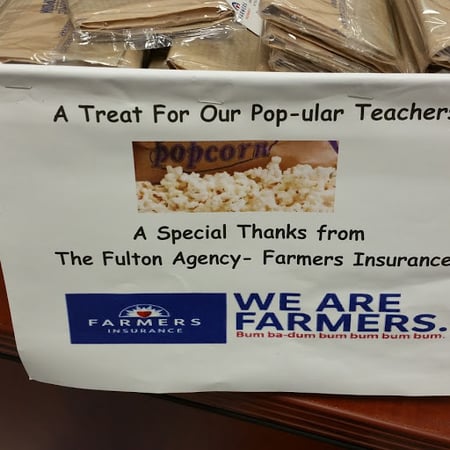 A Treat For Our Pop-ular Teachers
popcorn
A Special Thanks from
The Fulton Agency- Farmers Insurance
FARMERS
INSURANCE
WE ARE
FARMERS.
Bum ba-dum bum bum bum bum.